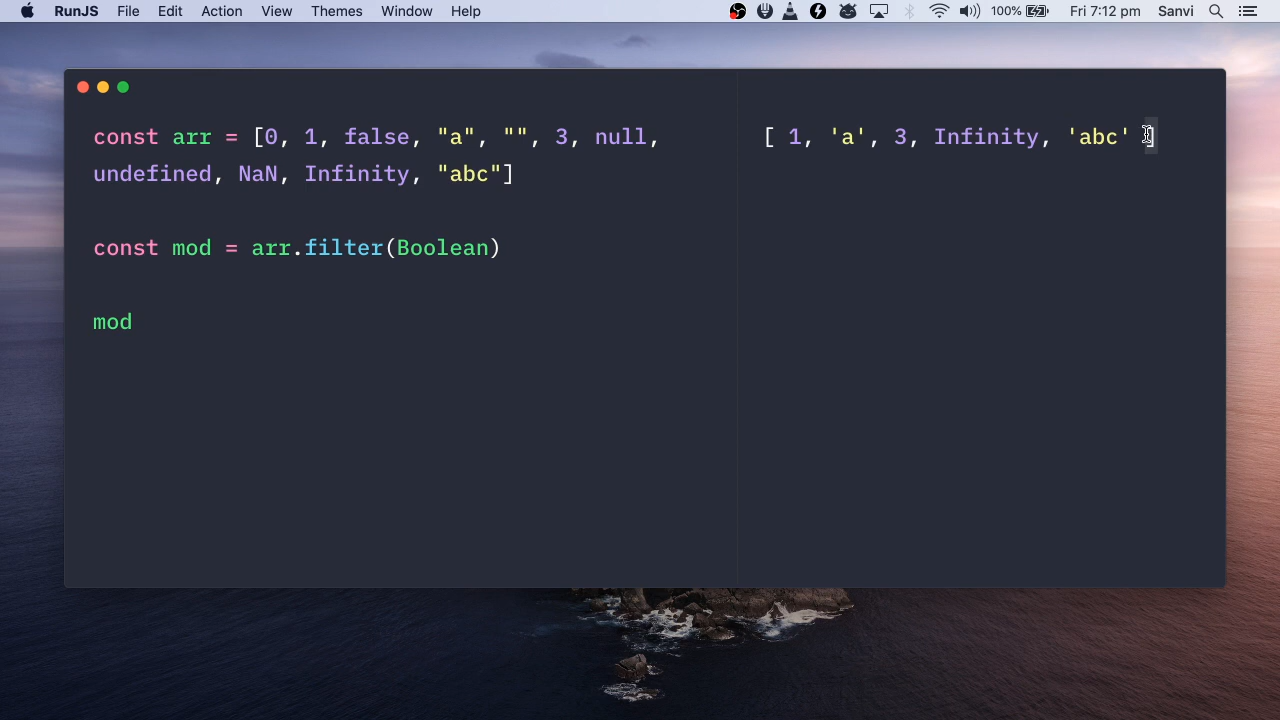 RunJS File Edit Action View Themes Window Help 100% Fri 7:12 pm Sanvi
const arr = [0, 1, false, "a", "", 3, null,
undefined, NaN, Infinity, "abc"]
const mod = arr.filter(Boolean)
mod
[ 1, 'a', 3, Infinity, 'abc' ]